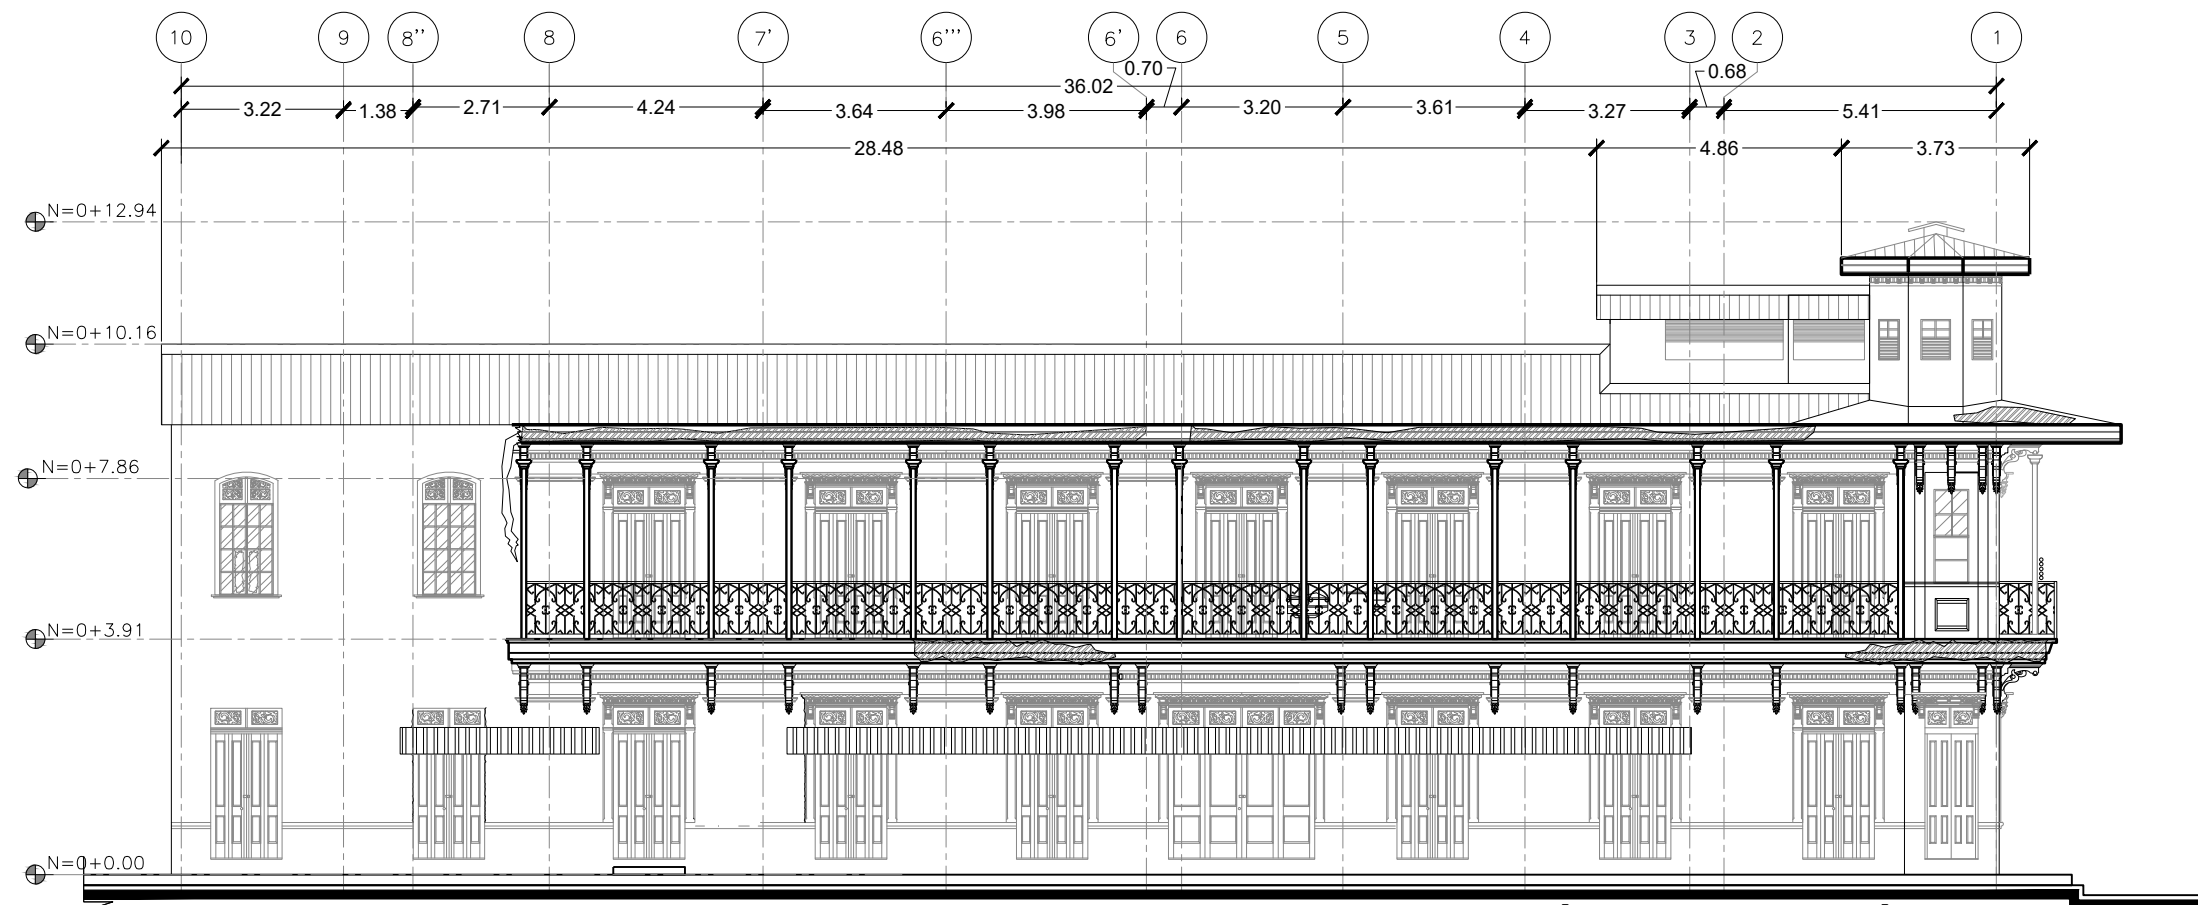 10 9 8'' 8 7' 6''' 6' 6 5 4 3 2 1
0.70 0.68
36.02
3.22 1.38 2.71 4.24 3.64 3.98 3.20 3.61 3.27 5.41
28.48 4.86 3.73
N=0+12.94
N=0+10.16
N=0+7.86
N=0+3.91
N=0+0.00